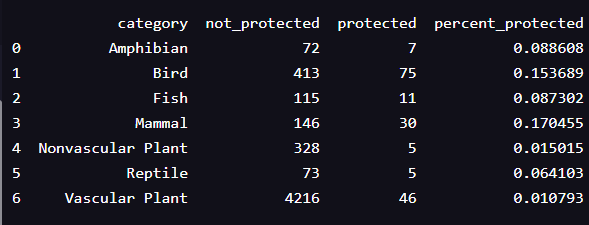 category not_protected protected percent_protected
0 Amphibian 72 7 0.088608
1 Bird 413 75 0.153689
2 Fish 115 11 0.087302
3 Mammal 146 30 0.170455
4 Nonvascular Plant 328 5 0.015015
5 Reptile 73 5 0.064103
6 Vascular Plant 4216 46 0.010793